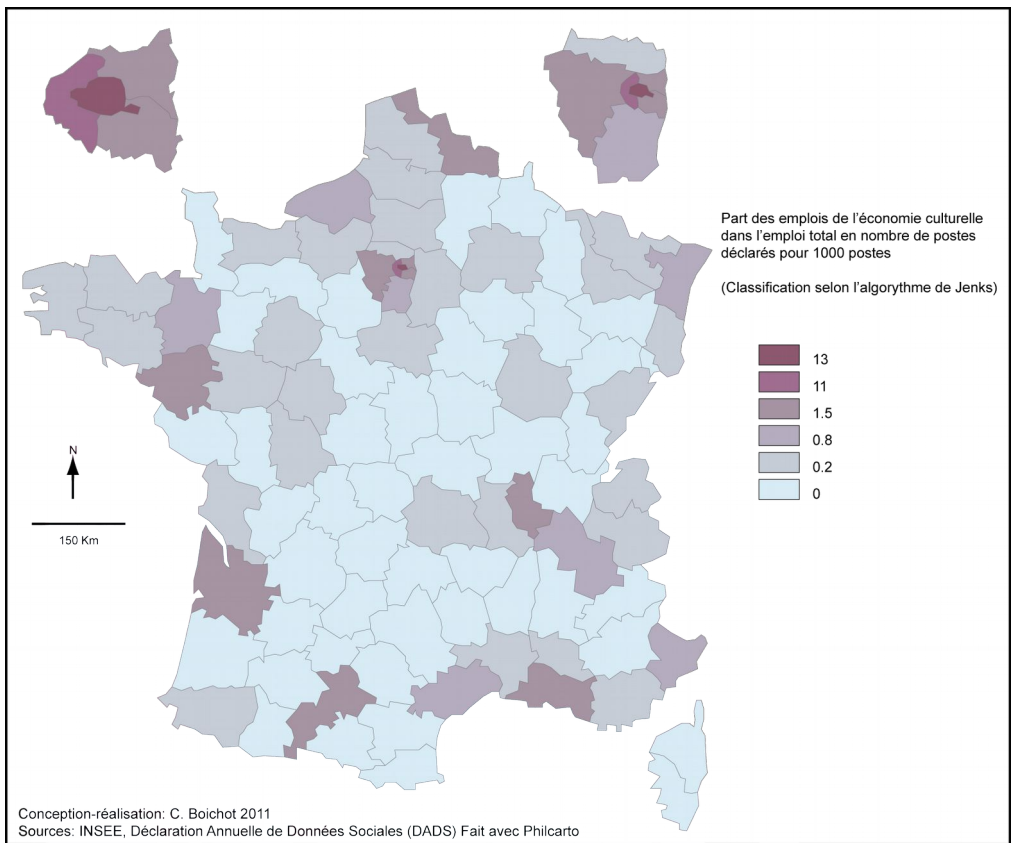 Part des emplois de l'économie culturelle
dans l'emploi total en nombre de postes
déclarés pour 1000 postes
(Classification selon l'algorythme de Jenks)
13
11
1.5
0.8
0.2
0
N
150 Km
Conception-réalisation: C. Boichot 2011
Sources: INSEE, Déclaration Annuelle de Données Sociales (DADS) Fait avec Philcarto